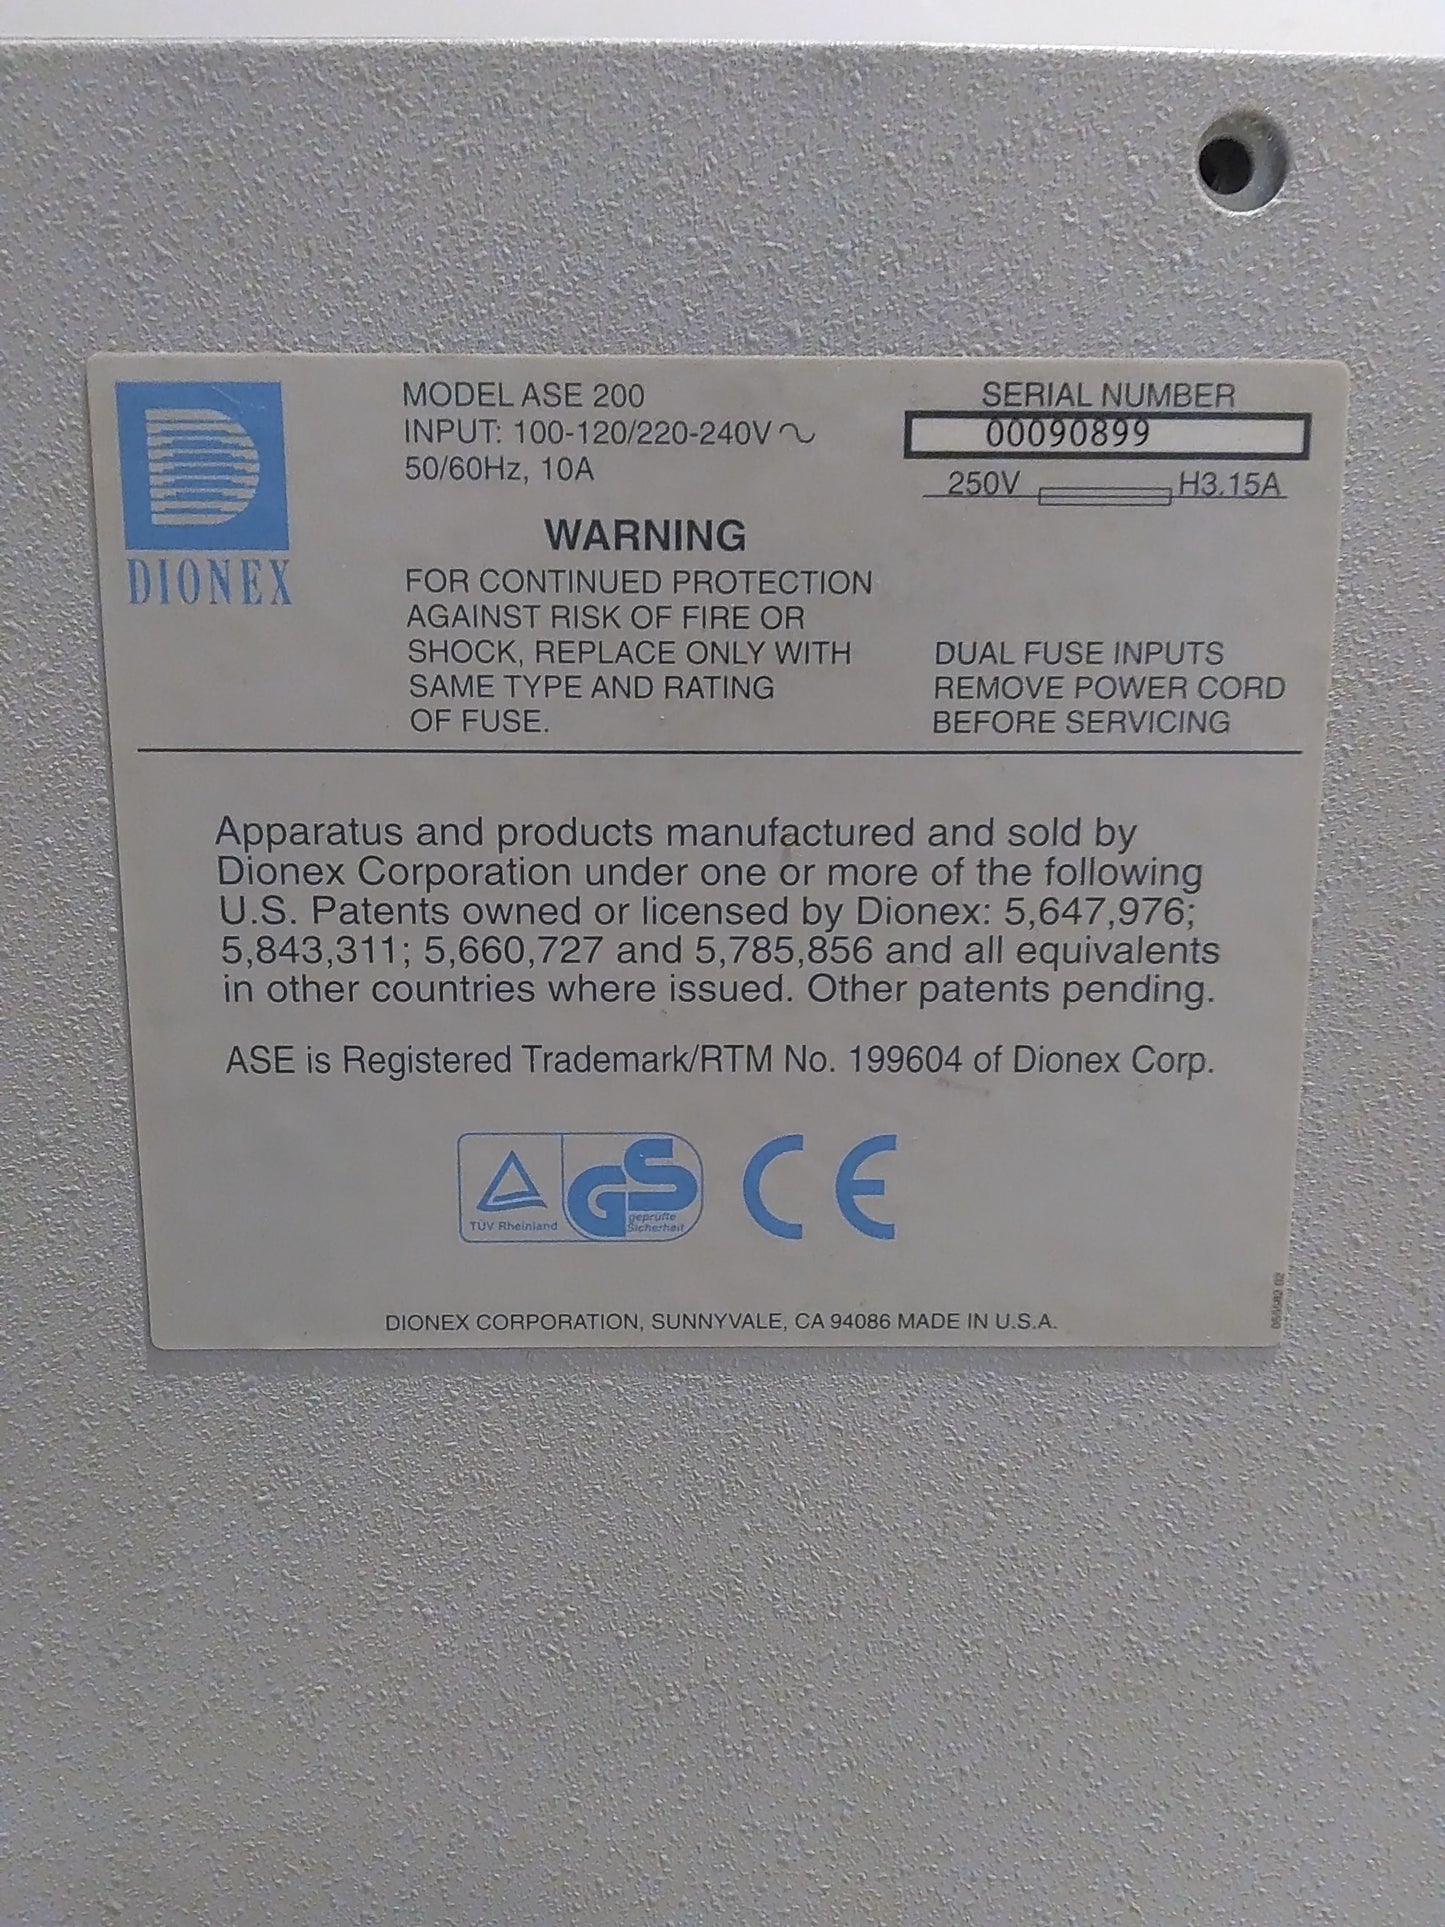 DIONEX
MODEL ASE 200
INPUT: 100-120/220-240V ∿
50/60Hz, 10A
SERIAL NUMBER
00090899
250V H3.15A
WARNING
FOR CONTINUED PROTECTION
AGAINST RISK OF FIRE OR
SHOCK, REPLACE ONLY WITH
SAME TYPE AND RATING
OF FUSE.
DUAL FUSE INPUTS
REMOVE POWER CORD
BEFORE SERVICING
Apparatus and products manufactured and sold by
Dionex Corporation under one or more of the following
U.S. Patents owned or licensed by Dionex: 5,647,976;
5,843,311; 5,660,727 and 5,785,856 and all equivalents
in other countries where issued. Other patents pending.
ASE is Registered Trademark/RTM No. 199604 of Dionex Corp.
TÜV Rheinland
GS
geprüfte
Sicherheit
CE
DIONEX CORPORATION, SUNNYVALE, CA 94086 MADE IN U.S.A.